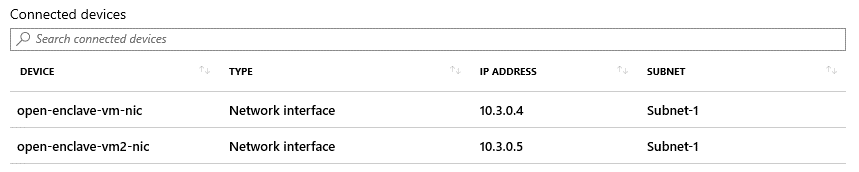 Connected devices
Search connected devices
DEVICE TYPE IP ADDRESS SUBNET
open-enclave-vm-nic Network interface 10.3.0.4 Subnet-1
open-enclave-vm2-nic Network interface 10.3.0.5 Subnet-1